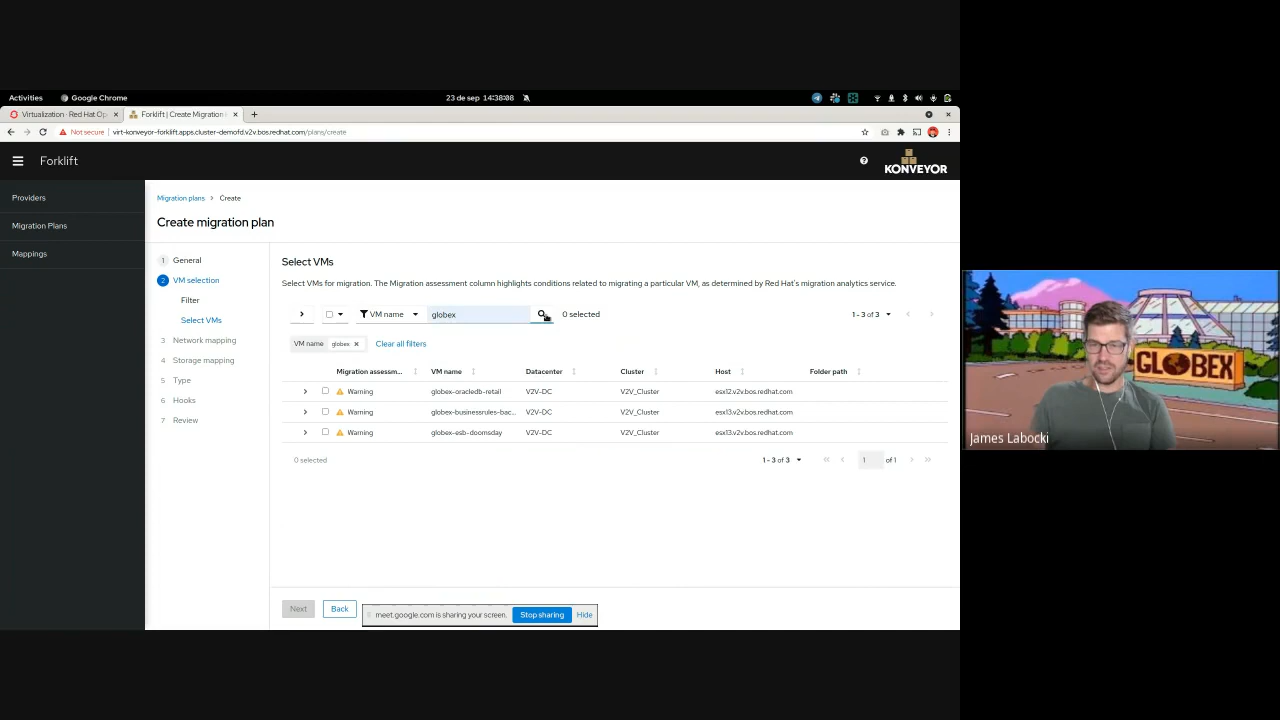 Activities
Google Chrome
23 de sep 14:38:08
Virtualization · Red Hat Op
Forklift | Create Migration
Not secure
virt-konveyor-forklift.apps.cluster-demofd.v2v.bos.redhat.com/plans/create
Forklift
KONVEYOR
Providers
Migration Plans
Mappings
Migration plans > Create
Create migration plan
1 General
2 VM selection
Filter
Select VMs
3 Network mapping
4 Storage mapping
5 Type
6 Hooks
7 Review
Select VMs
Select VMs for migration. The Migration assessment column highlights conditions related to migrating a particular VM, as determined by Red Hat's migration analytics service.
VM name globex 0 selected 1 - 3 of 3
VM name globex Clear all filters
Migration assessm... VM name Datacenter Cluster Host Folder path
Warning globex-oracledb-retail V2V-DC V2V_Cluster esx12.v2v.bos.redhat.com
Warning globex-businessrules-bac... V2V-DC V2V_Cluster esx13.v2v.bos.redhat.com
Warning globex-esb-doomsday V2V-DC V2V_Cluster esx13.v2v.bos.redhat.com
0 selected 1 - 3 of 3 1 of 1
Next Back
meet.google.com is sharing your screen. Stop sharing Hide
GLOBEX
James Labocki